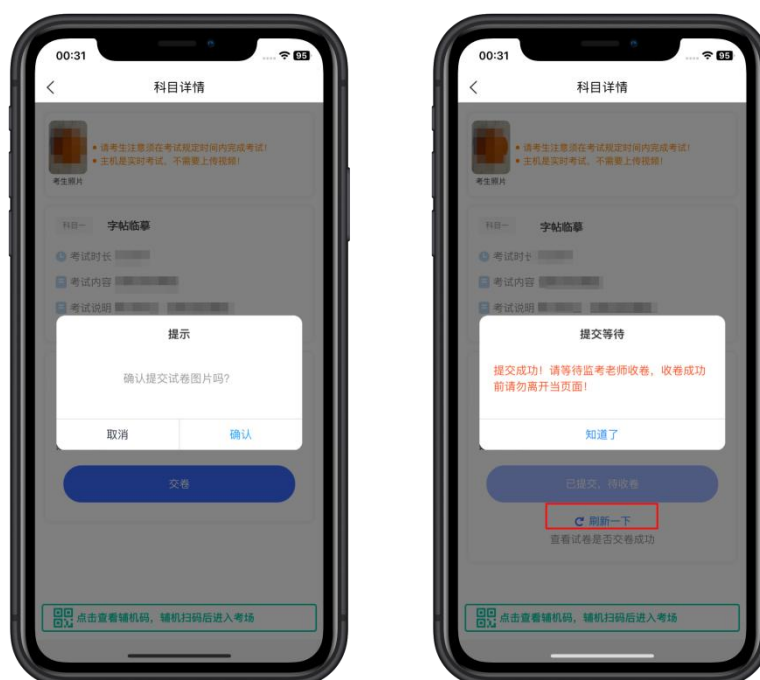 00:31
95
科目详情
• 请考生注意须在考试规定时间内完成考试!
• 主机是实时考试，不需要上传视频!
考生照片
科目一
字帖临摹
考试时长
考试内容
考试说明
提示
确认提交试卷图片吗?
取消
确认
交卷
点击查看辅机码，辅机扫码后进入考场
00:31
95
科目详情
• 请考生注意须在考试规定时间内完成考试!
• 主机是实时考试，不需要上传视频!
考生照片
科目一
字帖临摹
考试时长
考试内容
考试说明
提交等待
提交成功! 请等待监考老师收卷，收卷成功
前请勿离开当页面!
知道了
已提交，待收卷
刷新一下
查看试卷是否交卷成功
点击查看辅机码，辅机扫码后进入考场